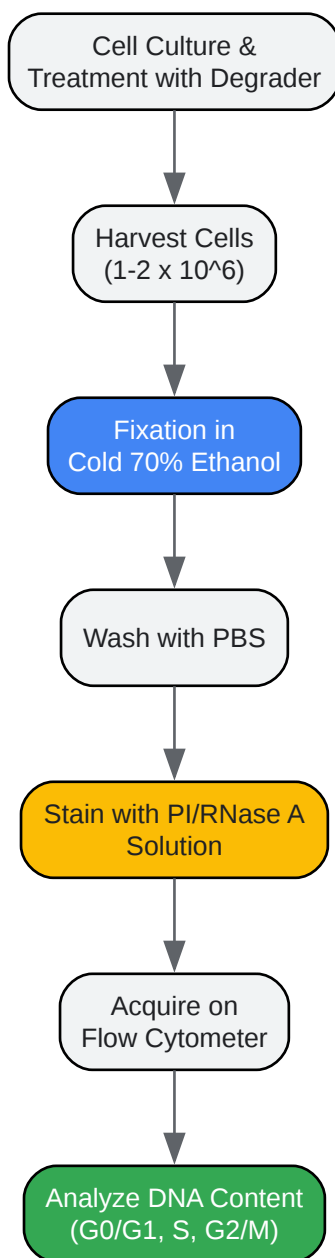 Cell Culture &
Treatment with Degrader
Harvest Cells
(1-2 x 10^6)
Fixation in
Cold 70% Ethanol
Wash with PBS
Stain with PI/RNase A
Solution
Acquire on
Flow Cytometer
Analyze DNA Content
(G0/G1, S, G2/M)